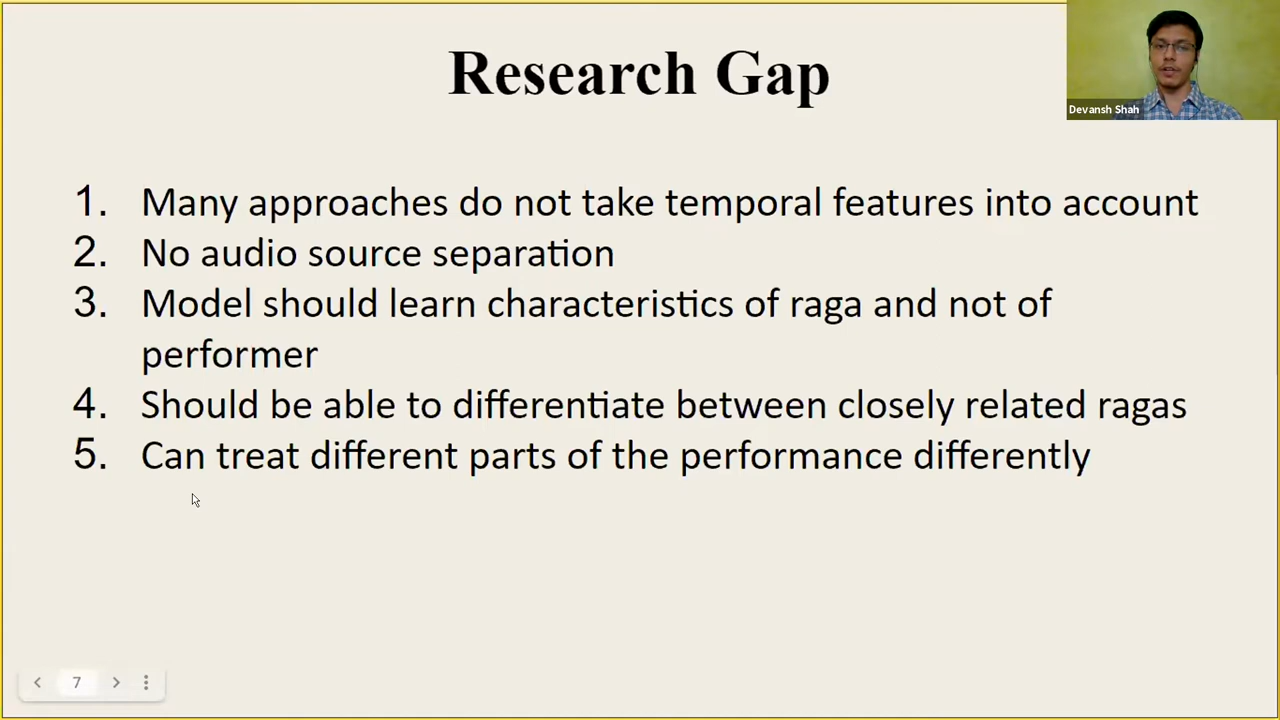 Research Gap
Devansh Shah
1. Many approaches do not take temporal features into account
2. No audio source separation
3. Model should learn characteristics of raga and not of
performer
4. Should be able to differentiate between closely related ragas
5. Can treat different parts of the performance differently
7